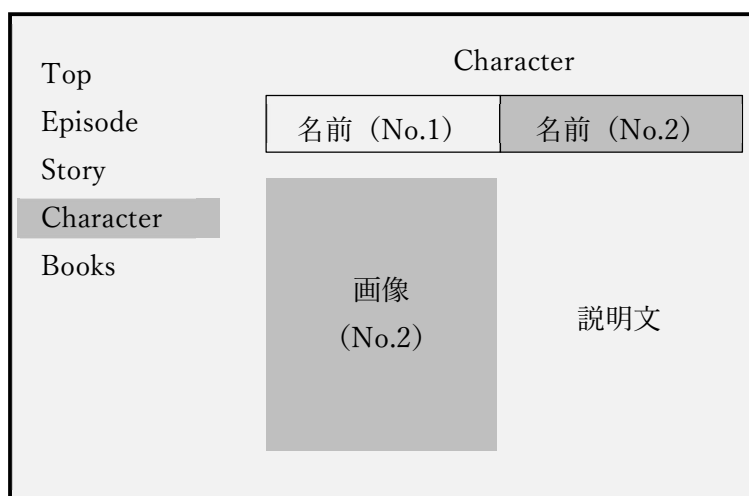 Top
Episode
Story
Character
Books
Character
名前（No.1）
名前（No.2）
画像
（No.2）
説明文